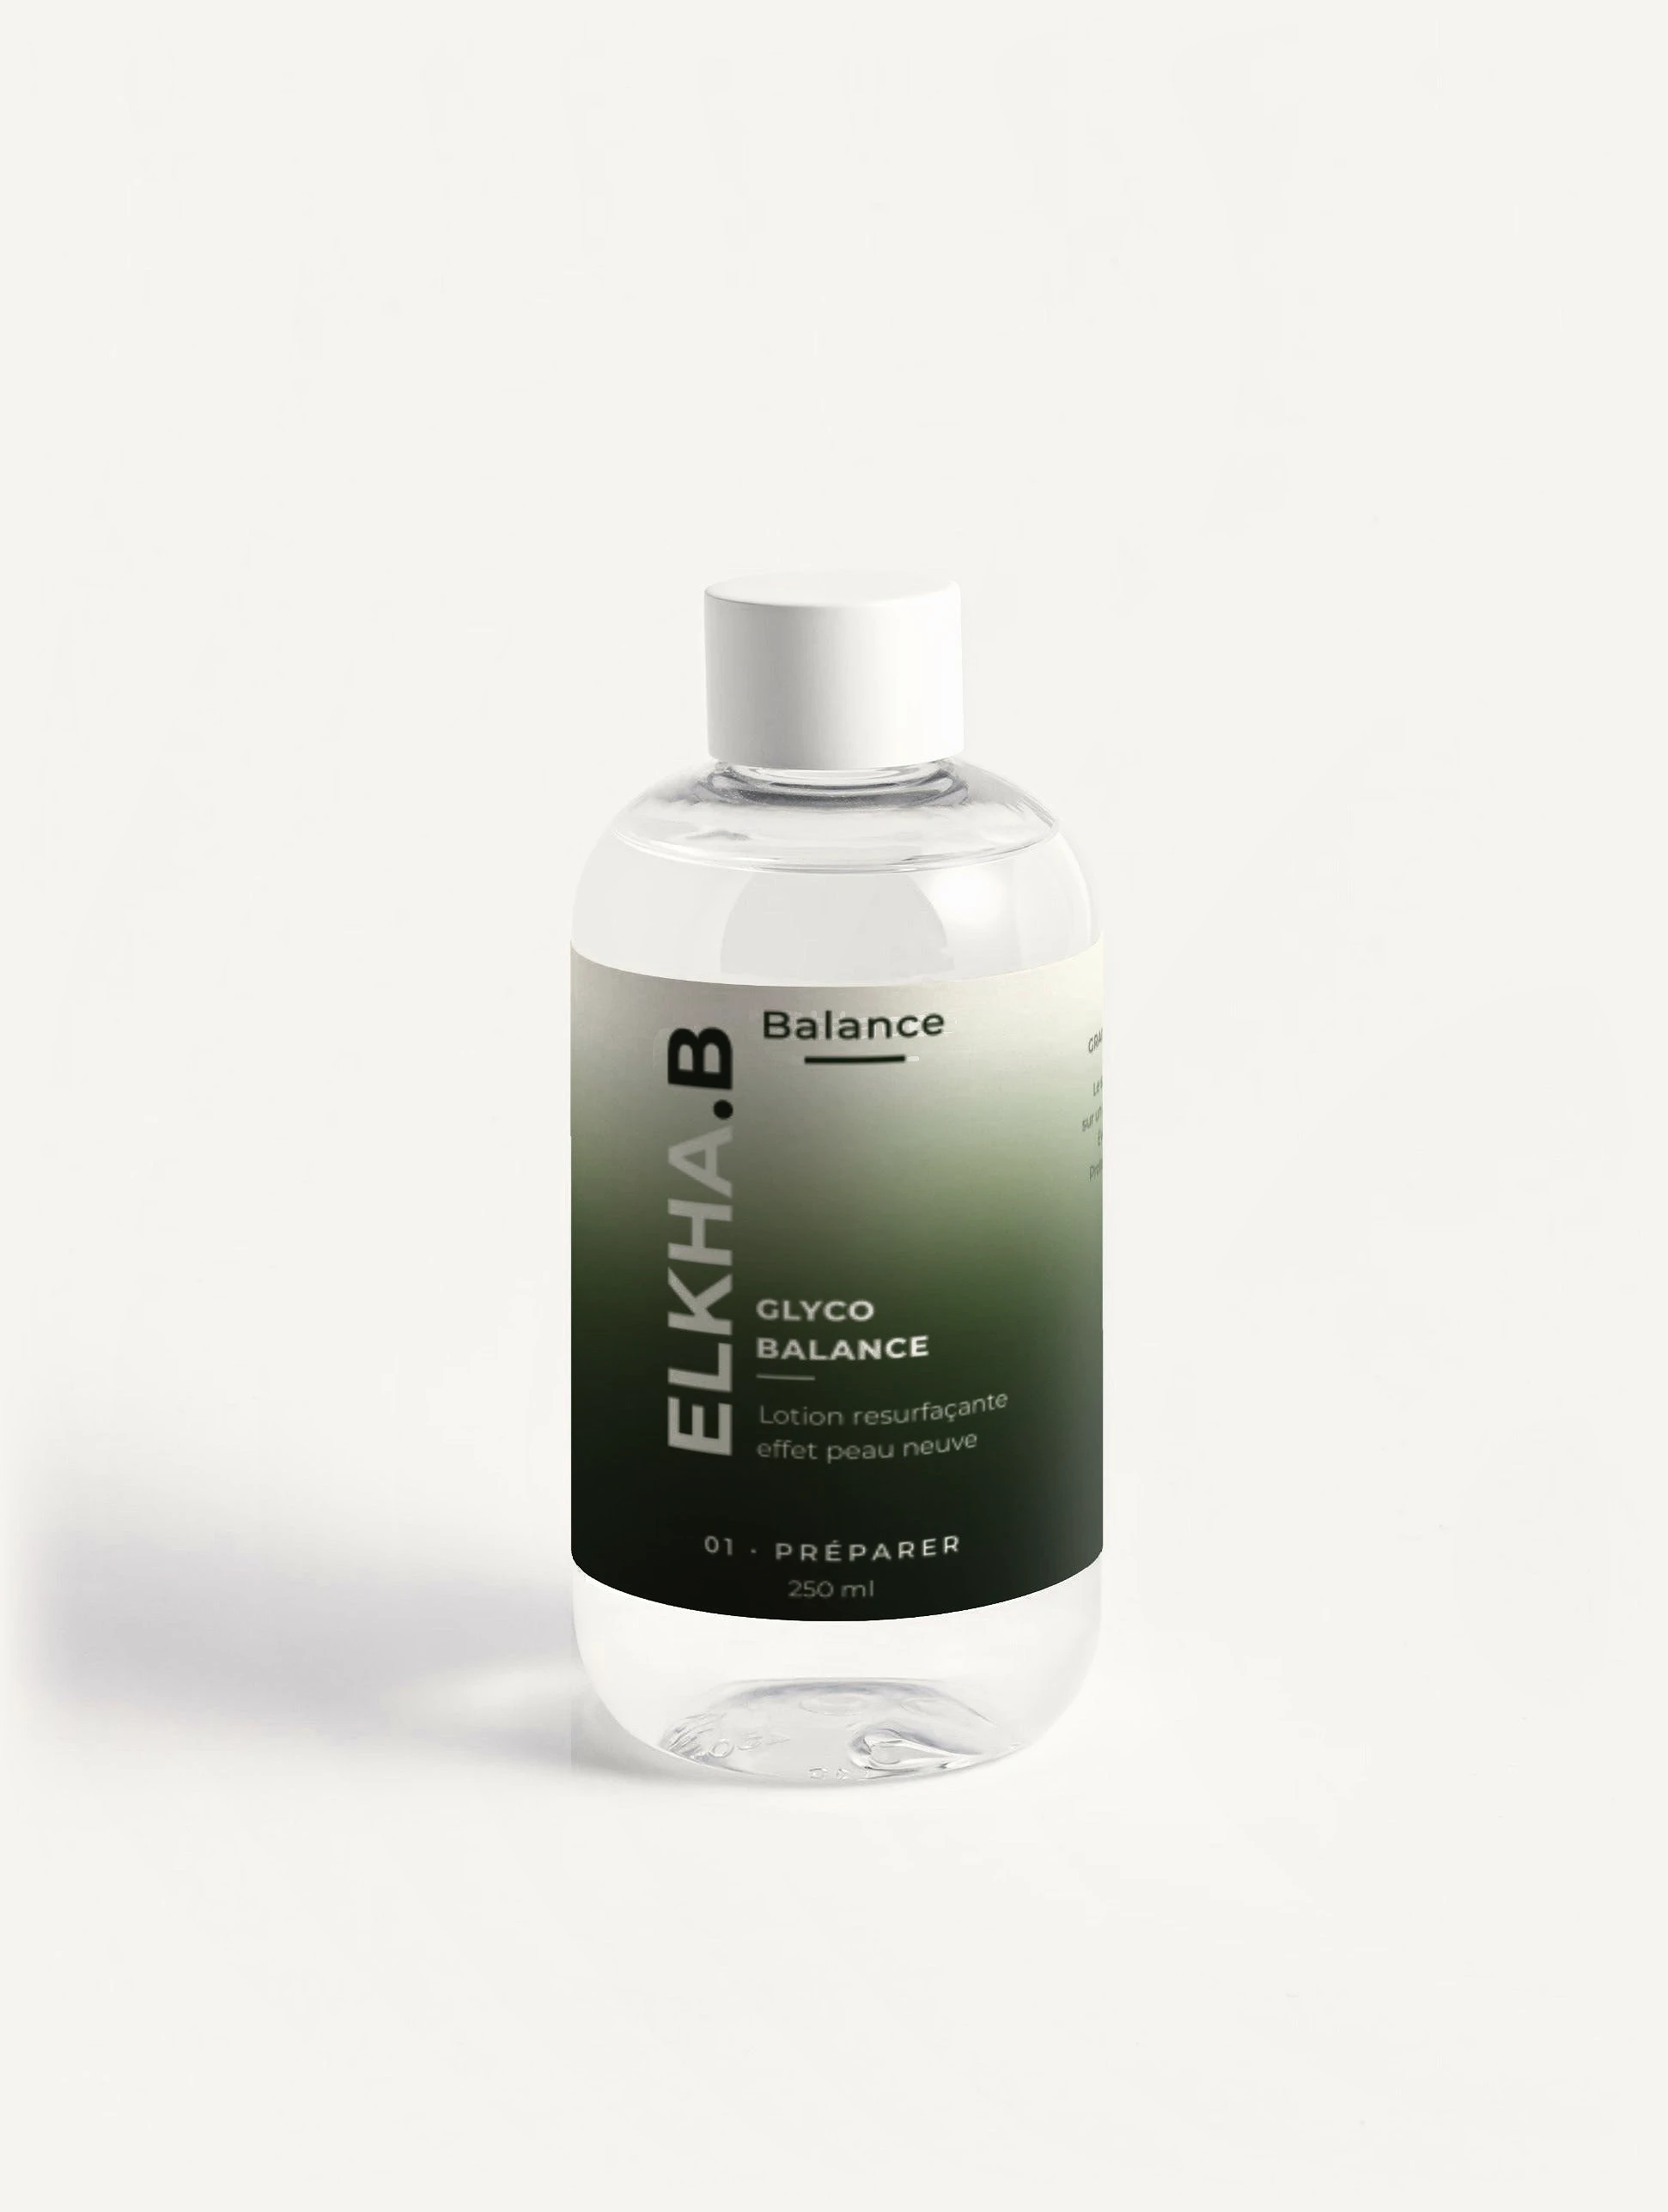 Balance
ELKHA.B
GLYCO
BALANCE
Lotion resurfaçante
effet peau neuve
01 · PRÉPARER
250 ml